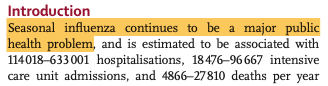 Introduction
Seasonal influenza continues to be a major public
health problem, and is estimated to be associated with
114 018–633 001 hospitalisations, 18 476–96 667 intensive
care unit admissions, and 4866–27 810 deaths per year